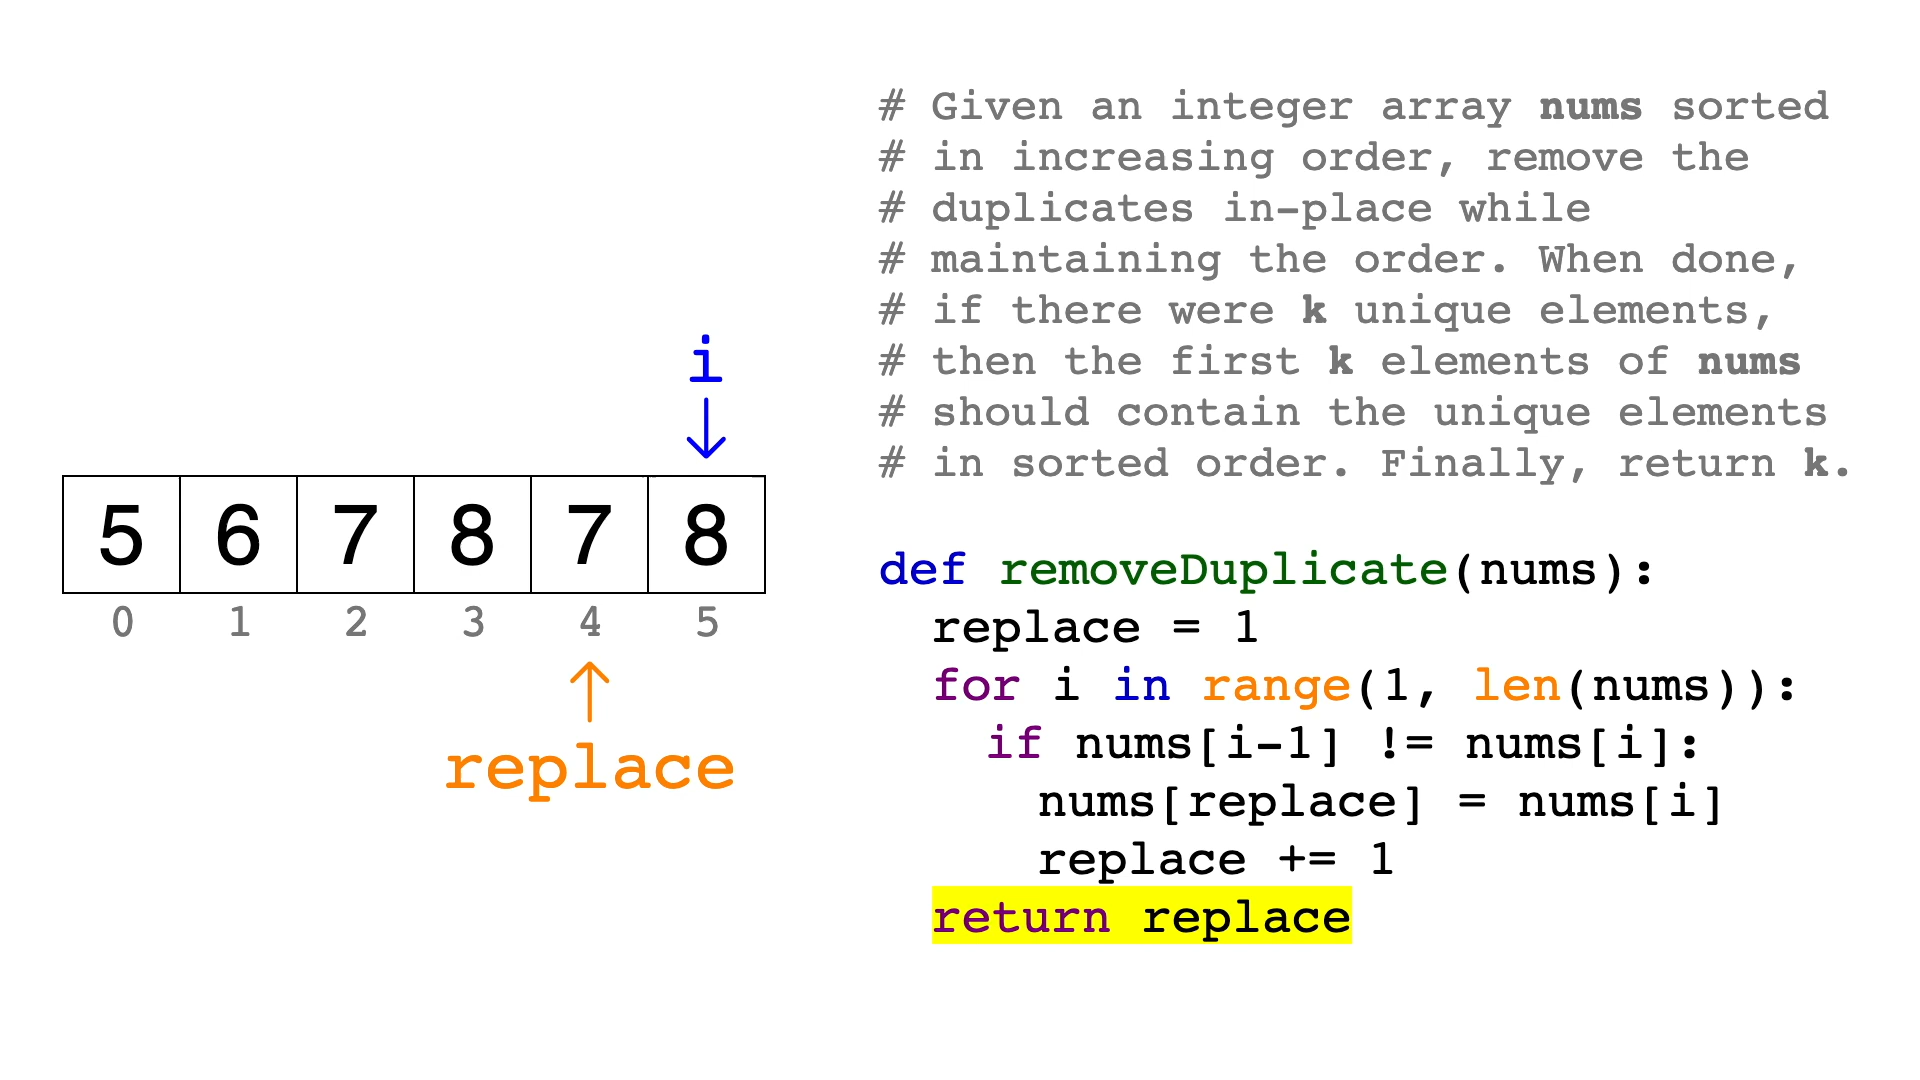 i
5 6 7 8 7 8
0 1 2 3 4 5
replace
# Given an integer array nums sorted
# in increasing order, remove the
# duplicates in-place while
# maintaining the order. When done,
# if there were k unique elements,
# then the first k elements of nums
# should contain the unique elements
# in sorted order. Finally, return k.
def removeDuplicate(nums):
  replace = 1
  for i in range(1, len(nums)):
    if nums[i-1] != nums[i]:
      nums[replace] = nums[i]
      replace += 1
  return replace